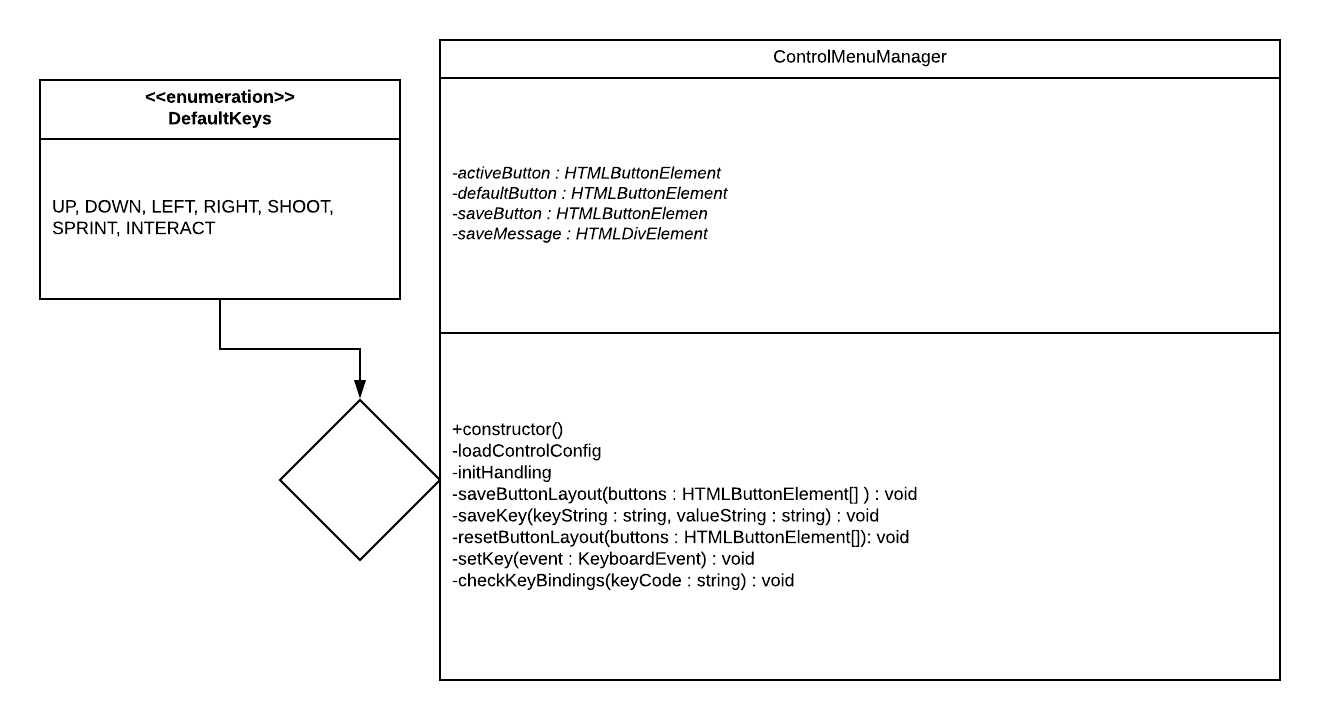 ControlMenuManager
<<enumeration>>
DefaultKeys
UP, DOWN, LEFT, RIGHT, SHOOT,
SPRINT, INTERACT
-activeButton : HTMLButtonElement
-defaultButton : HTMLButtonElement
-saveButton : HTMLButtonElemen
-saveMessage : HTMLDivElement
+constructor()
-loadControlConfig
-initHandling
-saveButtonLayout(buttons : HTMLButtonElement[] ) : void
-saveKey(keyString : string, valueString : string) : void
-resetButtonLayout(buttons : HTMLButtonElement[]): void
-setKey(event : KeyboardEvent) : void
-checkKeyBindings(keyCode : string) : void